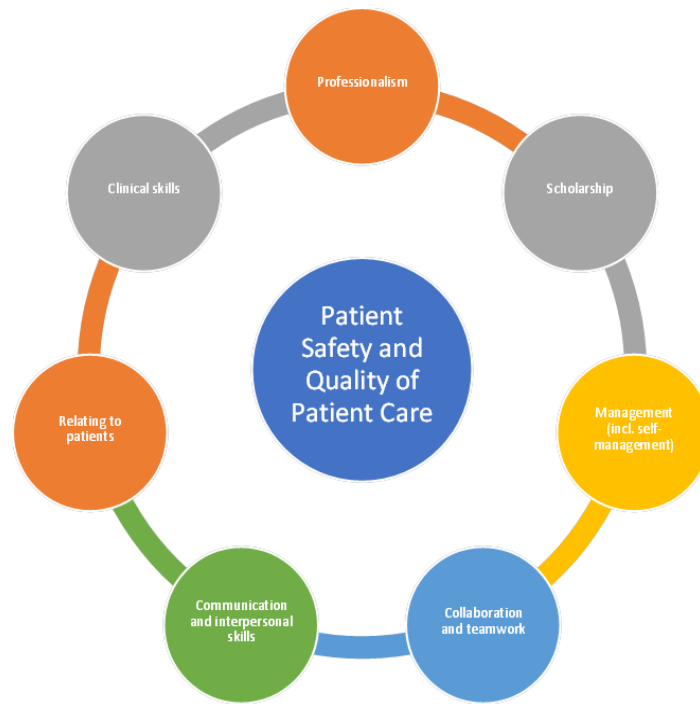 Professionalism
Clinical skills
Scholarship
Patient
Safety and
Quality of
Patient Care
Relating to
patients
Management
(incl. self-
management)
Communication
and interpersonal
skills
Collaboration
and teamwork